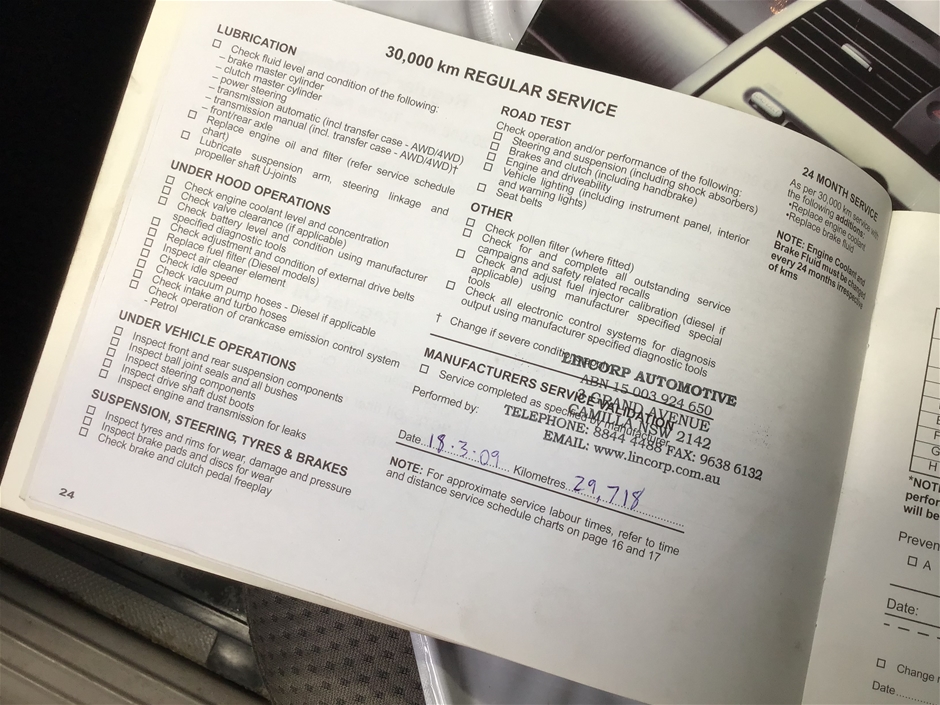 30,000 km REGULAR SERVICE
LUBRICATION
Check fluid level and condition of the following:
– brake master cylinder
– clutch master cylinder
– power steering
– transmission automatic (incl transfer case - AWD/4WD)
– transmission manual (incl. transfer case - AWD/4WD)†
– front/rear axle
Replace engine oil and filter (refer service schedule
chart)
Lubricate suspension arm, steering linkage and
propeller shaft U-joints
UNDER HOOD OPERATIONS
Check engine coolant level and concentration
Check valve clearance (if applicable)
Check battery level and condition using manufacturer
specified diagnostic tools
Check adjustment and condition of external drive belts
Replace fuel filter (Diesel models)
Inspect air cleaner element
Check idle speed
Check vacuum pump hoses - Diesel if applicable
Check intake and turbo hoses
Check operation of crankcase emission control system
- Petrol
UNDER VEHICLE OPERATIONS
Inspect front and rear suspension components
Inspect ball joint seals and all bushes
Inspect steering components
Inspect drive shaft dust boots
Inspect engine and transmission for leaks
SUSPENSION, STEERING, TYRES & BRAKES
Inspect tyres and rims for wear, damage and pressure
Inspect brake pads and discs for wear
Check brake and clutch pedal freeplay
24
ROAD TEST
Check operation and/or performance of the following:
Steering and suspension (including shock absorbers)
Brakes and clutch (including handbrake)
Engine and driveability
Vehicle lighting (including instrument panel, interior
and warning lights)
Seat belts
OTHER
Check pollen filter (where fitted)
Check for and complete all outstanding service
campaigns and safety related recalls
Check and adjust fuel injector calibration (diesel if
applicable) using manufacturer specified special
tools
Check all electronic control systems for diagnosis
output using manufacturer specified diagnostic tools
† Change if severe
MANUFACTURERS SERVICE VALIDATION
Service completed as specified by manufacturer
Performed by:
LINCORP AUTOMOTIVE
ABN 15 003 924 650
3 GRAND AVENUE
CAMILLA NSW 2142
TELEPHONE: 8844 4488 FAX: 9638 6132
EMAIL: www.lincorp.com.au
Date 18.3.09 Kilometres 29,718
NOTE: For approximate service labour times, refer to time
and distance service schedule charts on page 16 and 17
24 MONTH SERVICE
As per 30,000 km service with
the following additions:
•Replace engine coolant
•Replace brake fluid
NOTE: Engine Coolant and
Brake Fluid must be changed
every 24 months irrespective
of kms
F
G
H
*NOT
perfor
will be
Preven
A
Date:
Change
Date